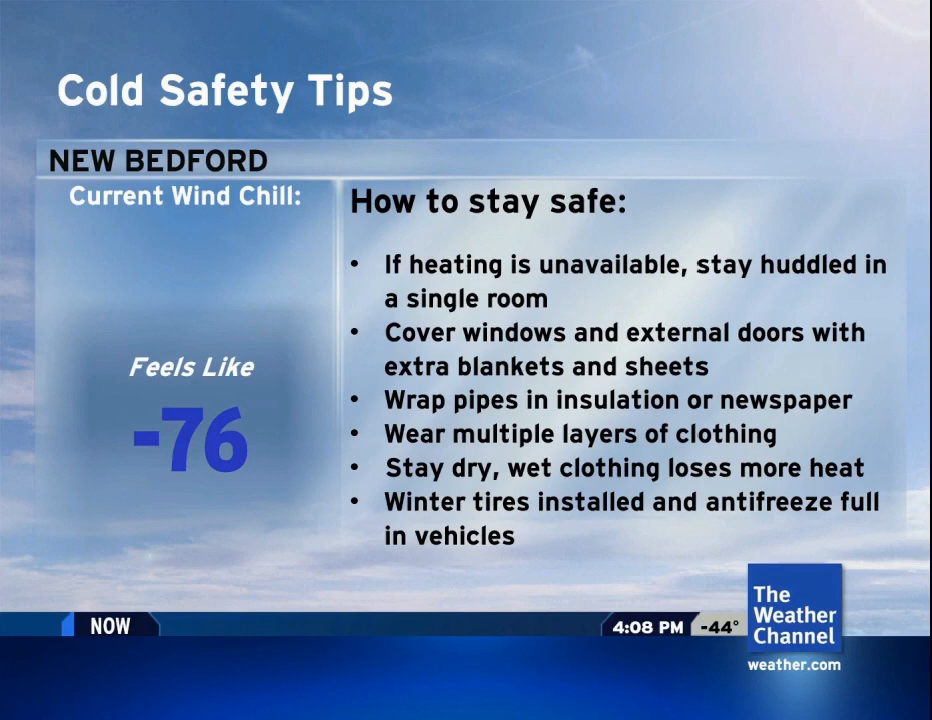 Cold Safety Tips
NEW BEDFORD
Current Wind Chill:
Feels Like
-76
How to stay safe:
• If heating is unavailable, stay huddled in
a single room
• Cover windows and external doors with
extra blankets and sheets
• Wrap pipes in insulation or newspaper
• Wear multiple layers of clothing
• Stay dry, wet clothing loses more heat
• Winter tires installed and antifreeze full
in vehicles
NOW
4:08 PM -44°
The
Weather
Channel
weather.com